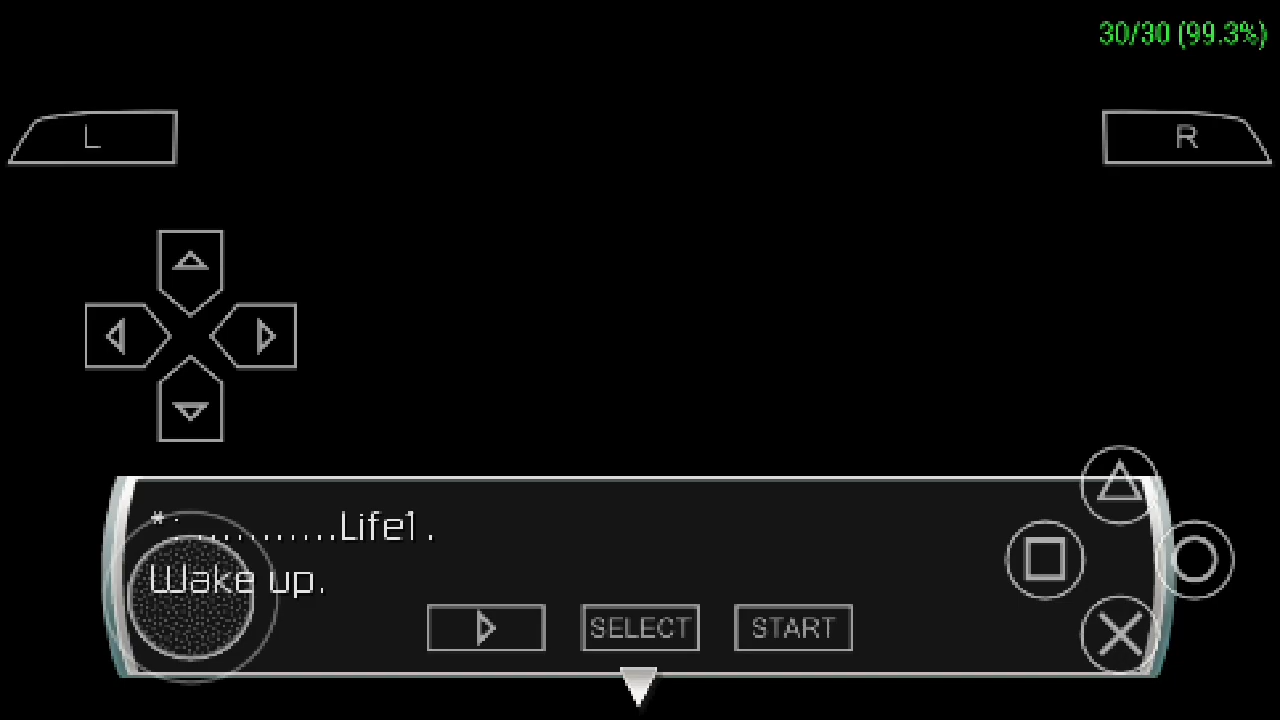 30/30 (99.3%)
L
R
*: ..........Life1 .
Wake up.
SELECT
START